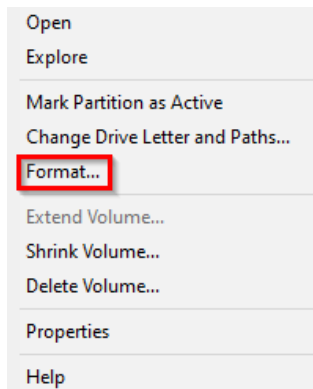 Open
Explore
Mark Partition as Active
Change Drive Letter and Paths...
Format...
Extend Volume...
Shrink Volume...
Delete Volume...
Properties
Help